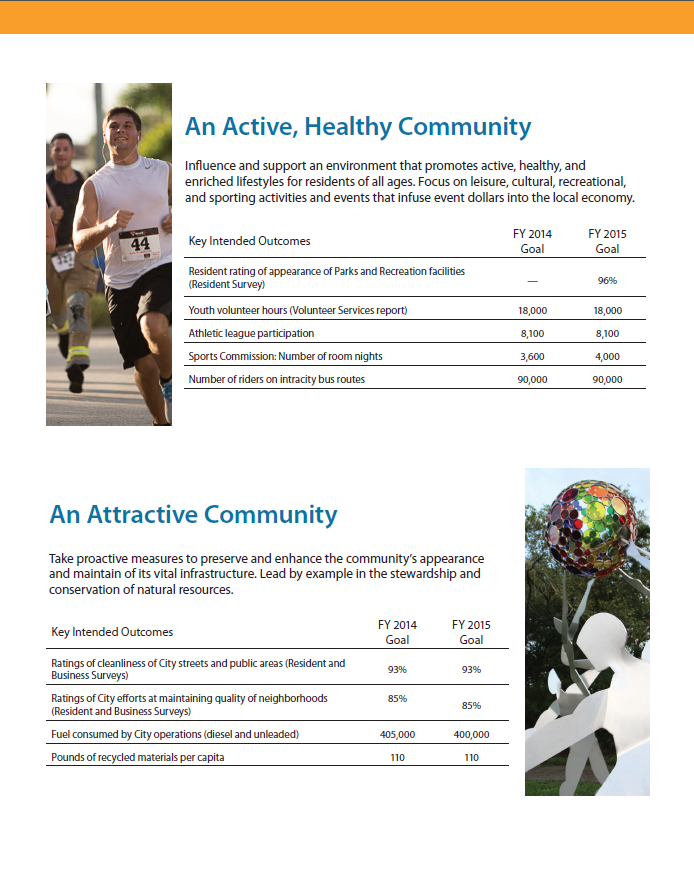 An Active, Healthy Community
Influence and support an environment that promotes active, healthy, and
enriched lifestyles for residents of all ages. Focus on leisure, cultural, recreational,
and sporting activities and events that infuse event dollars into the local economy.
Key Intended Outcomes FY 2014 Goal FY 2015 Goal
Resident rating of appearance of Parks and Recreation facilities
(Resident Survey) — 96%
Youth volunteer hours (Volunteer Services report) 18,000 18,000
Athletic league participation 8,100 8,100
Sports Commission: Number of room nights 3,600 4,000
Number of riders on intracity bus routes 90,000 90,000
44
An Attractive Community
Take proactive measures to preserve and enhance the community's appearance
and maintain of its vital infrastructure. Lead by example in the stewardship and
conservation of natural resources.
Key Intended Outcomes FY 2014 Goal FY 2015 Goal
Ratings of cleanliness of City streets and public areas (Resident and
Business Surveys) 93% 93%
Ratings of City efforts at maintaining quality of neighborhoods
(Resident and Business Surveys) 85% 85%
Fuel consumed by City operations (diesel and unleaded) 405,000 400,000
Pounds of recycled materials per capita 110 110